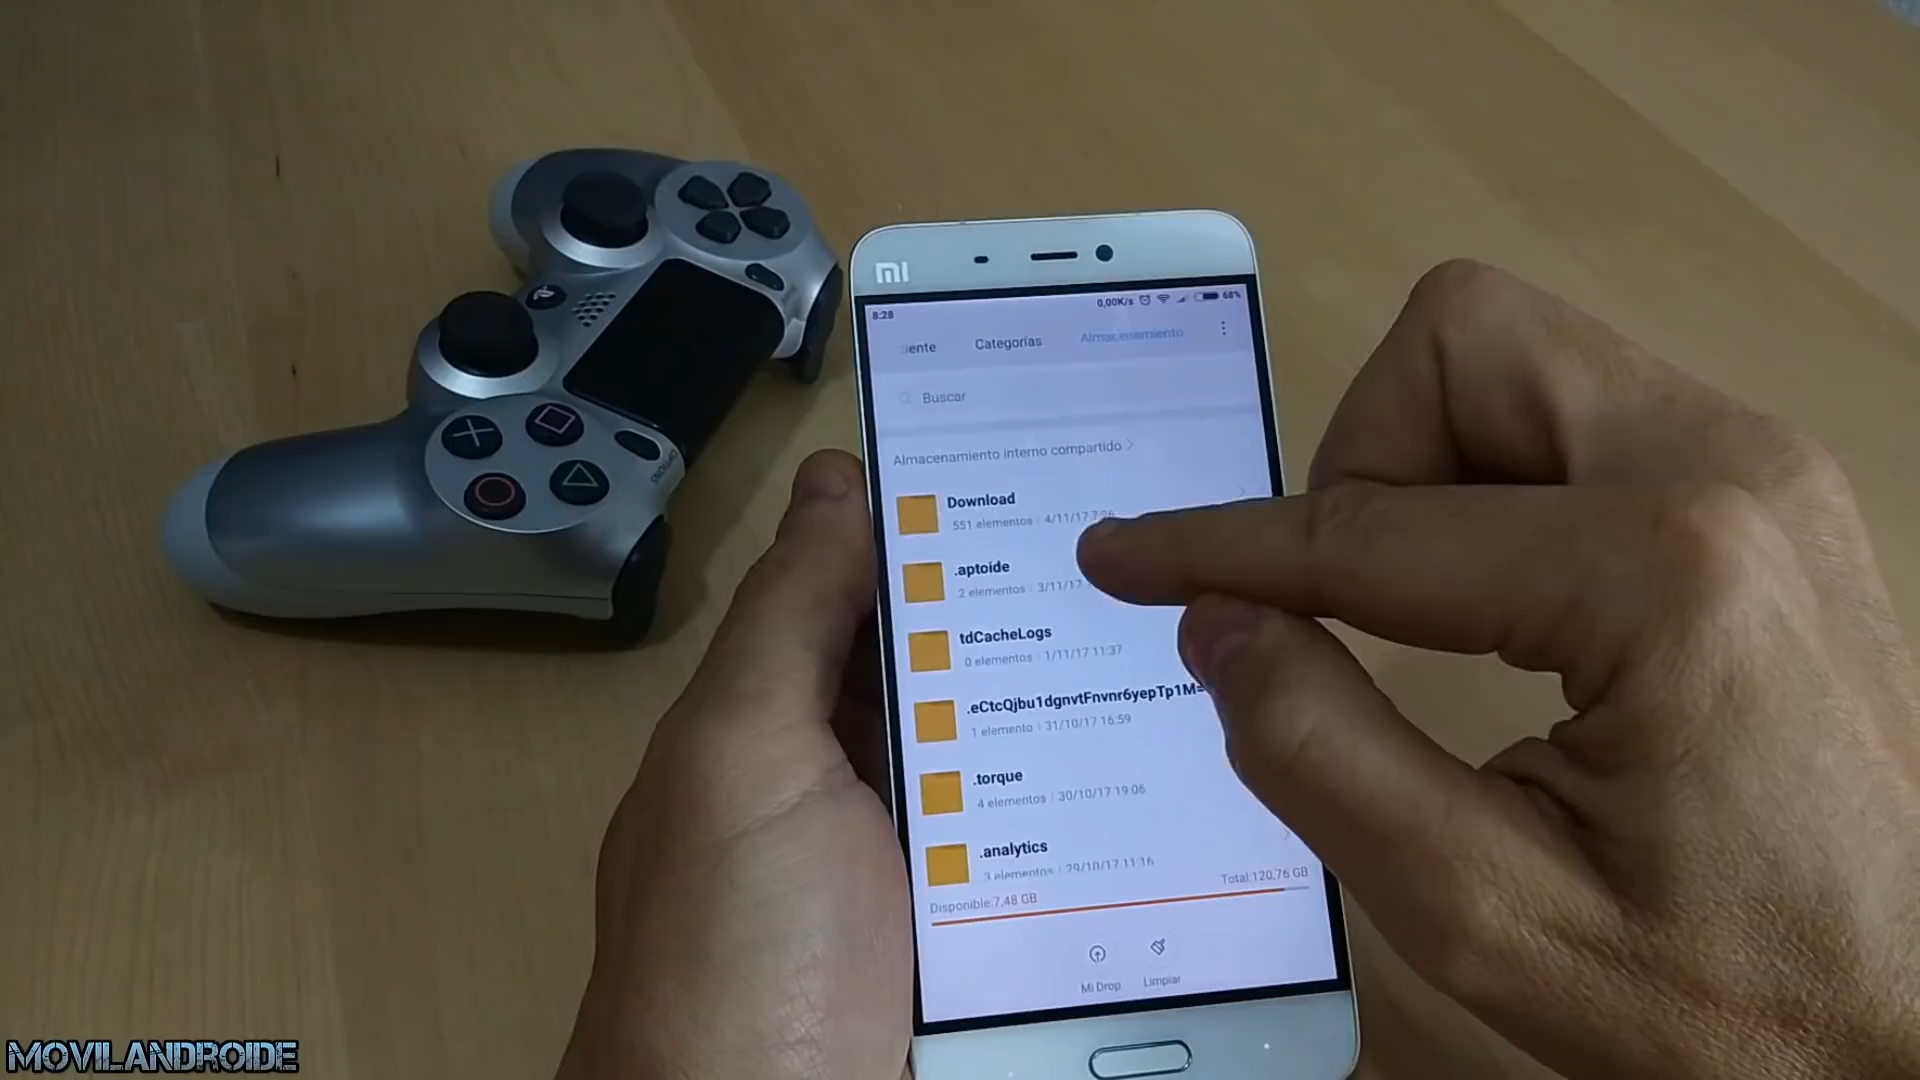 mi
8:28
0,00K/s
68%
iente
Categorías
Almacenamiento
Buscar
Almacenamiento interno compartido
Download
551 elementos | 4/11/17
.aptoide
2 elementos | 3/11/17
tdCacheLogs
0 elementos | 1/11/17 11:37
.eCtcQjbu1dgnvtFnvnr6yepTp1M=
1 elemento | 31/10/17 16:59
.torque
4 elementos | 30/10/17 19:06
.analytics
3 elementos | 29/10/17 11:16
Disponible:7,48 GB
Total:120,76 GB
Mi Drop
Limpiar
OPTIONS
MOVILANDROIDE